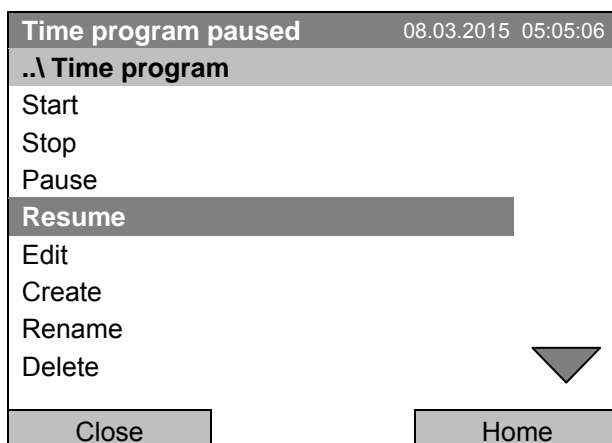 Time program paused 08.03.2015 05:05:06
..\ Time program
Start
Stop
Pause
Resume
Edit
Create
Rename
Delete
Close Home